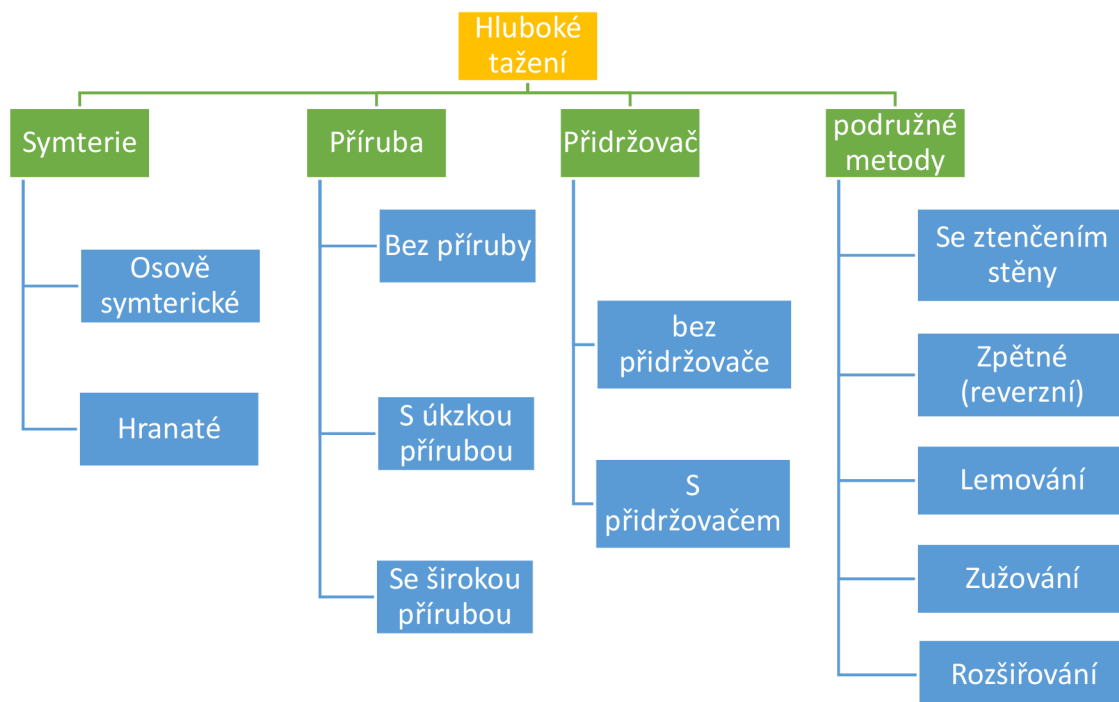 Hluboké
tažení
Symterie
Příruba
Přidržovač
podružné
metody
Osově
symterické
Hranaté
Bez příruby
S úkzkou
přírubou
Se širokou
přírubou
bez
přidržovače
S
přidržovačem
Se ztenčením
stěny
Zpětné
(reverzní)
Lemování
Zužování
Rozšiřování